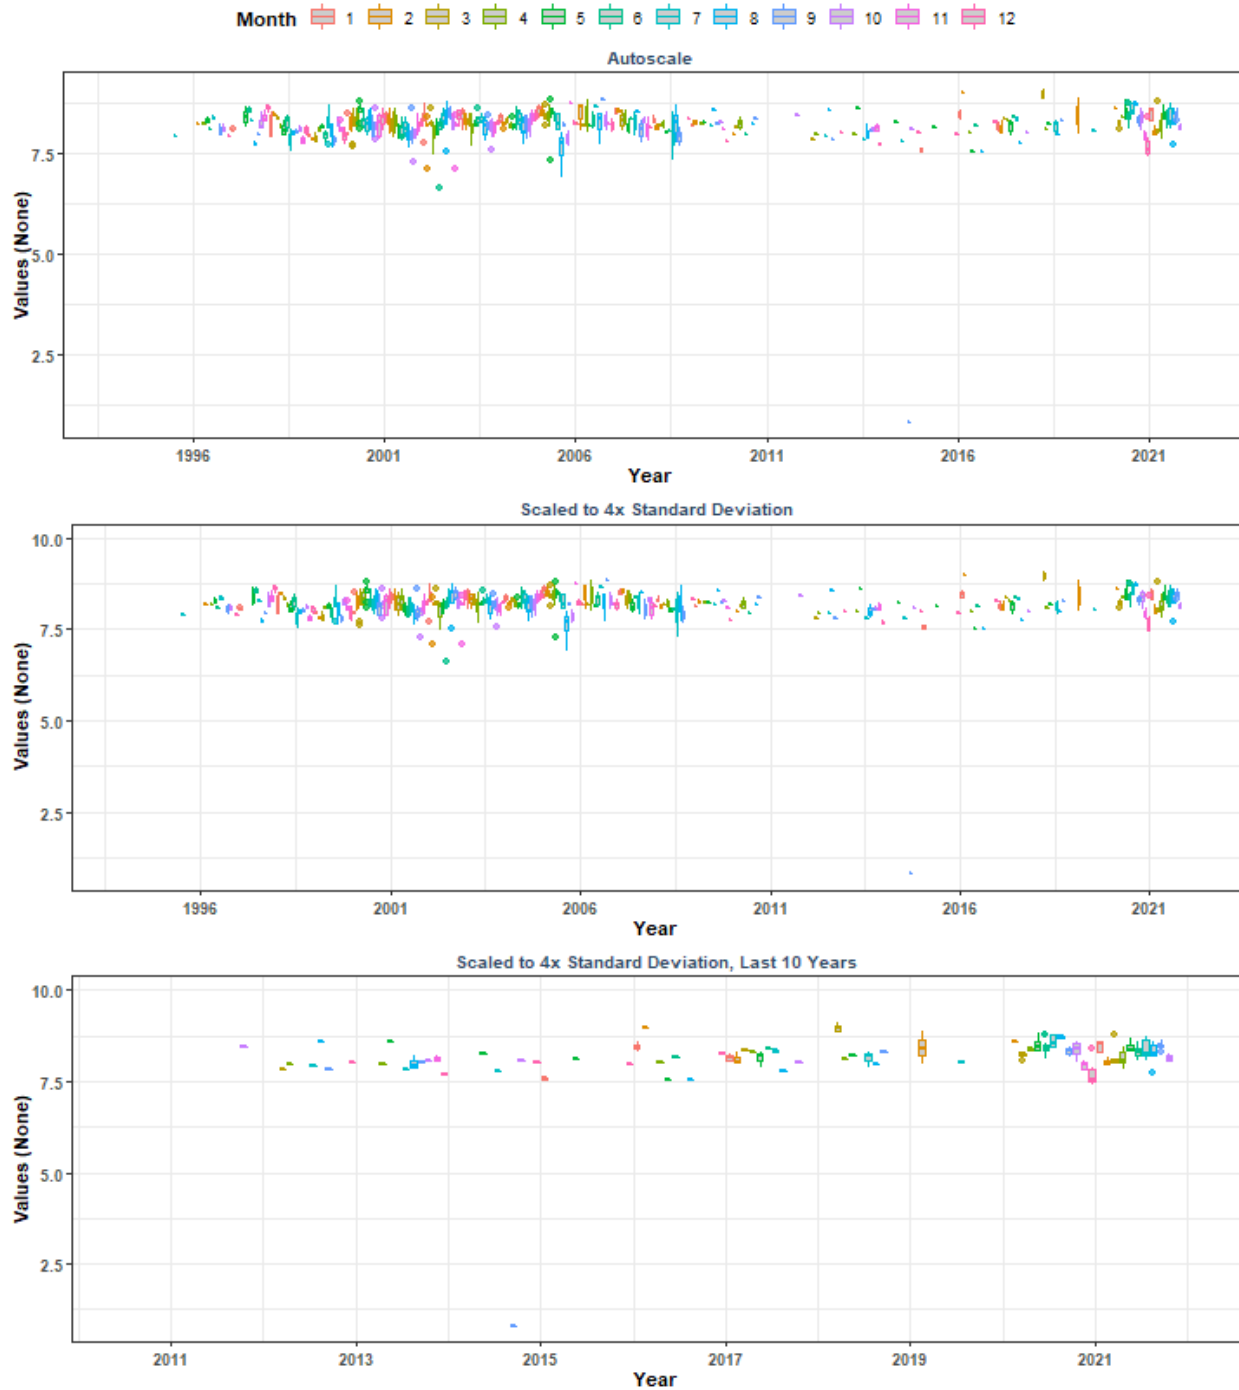 Month 1 2 3 4 5 6 7 8 9 10 11 12
Autoscale
Values (None)
7.5
5.0
2.5
1996 2001 2006 2011 2016 2021
Year
Scaled to 4x Standard Deviation
Values (None)
10.0
7.5
5.0
2.5
1996 2001 2006 2011 2016 2021
Year
Scaled to 4x Standard Deviation, Last 10 Years
Values (None)
10.0
7.5
5.0
2.5
2011 2013 2015 2017 2019 2021
Year